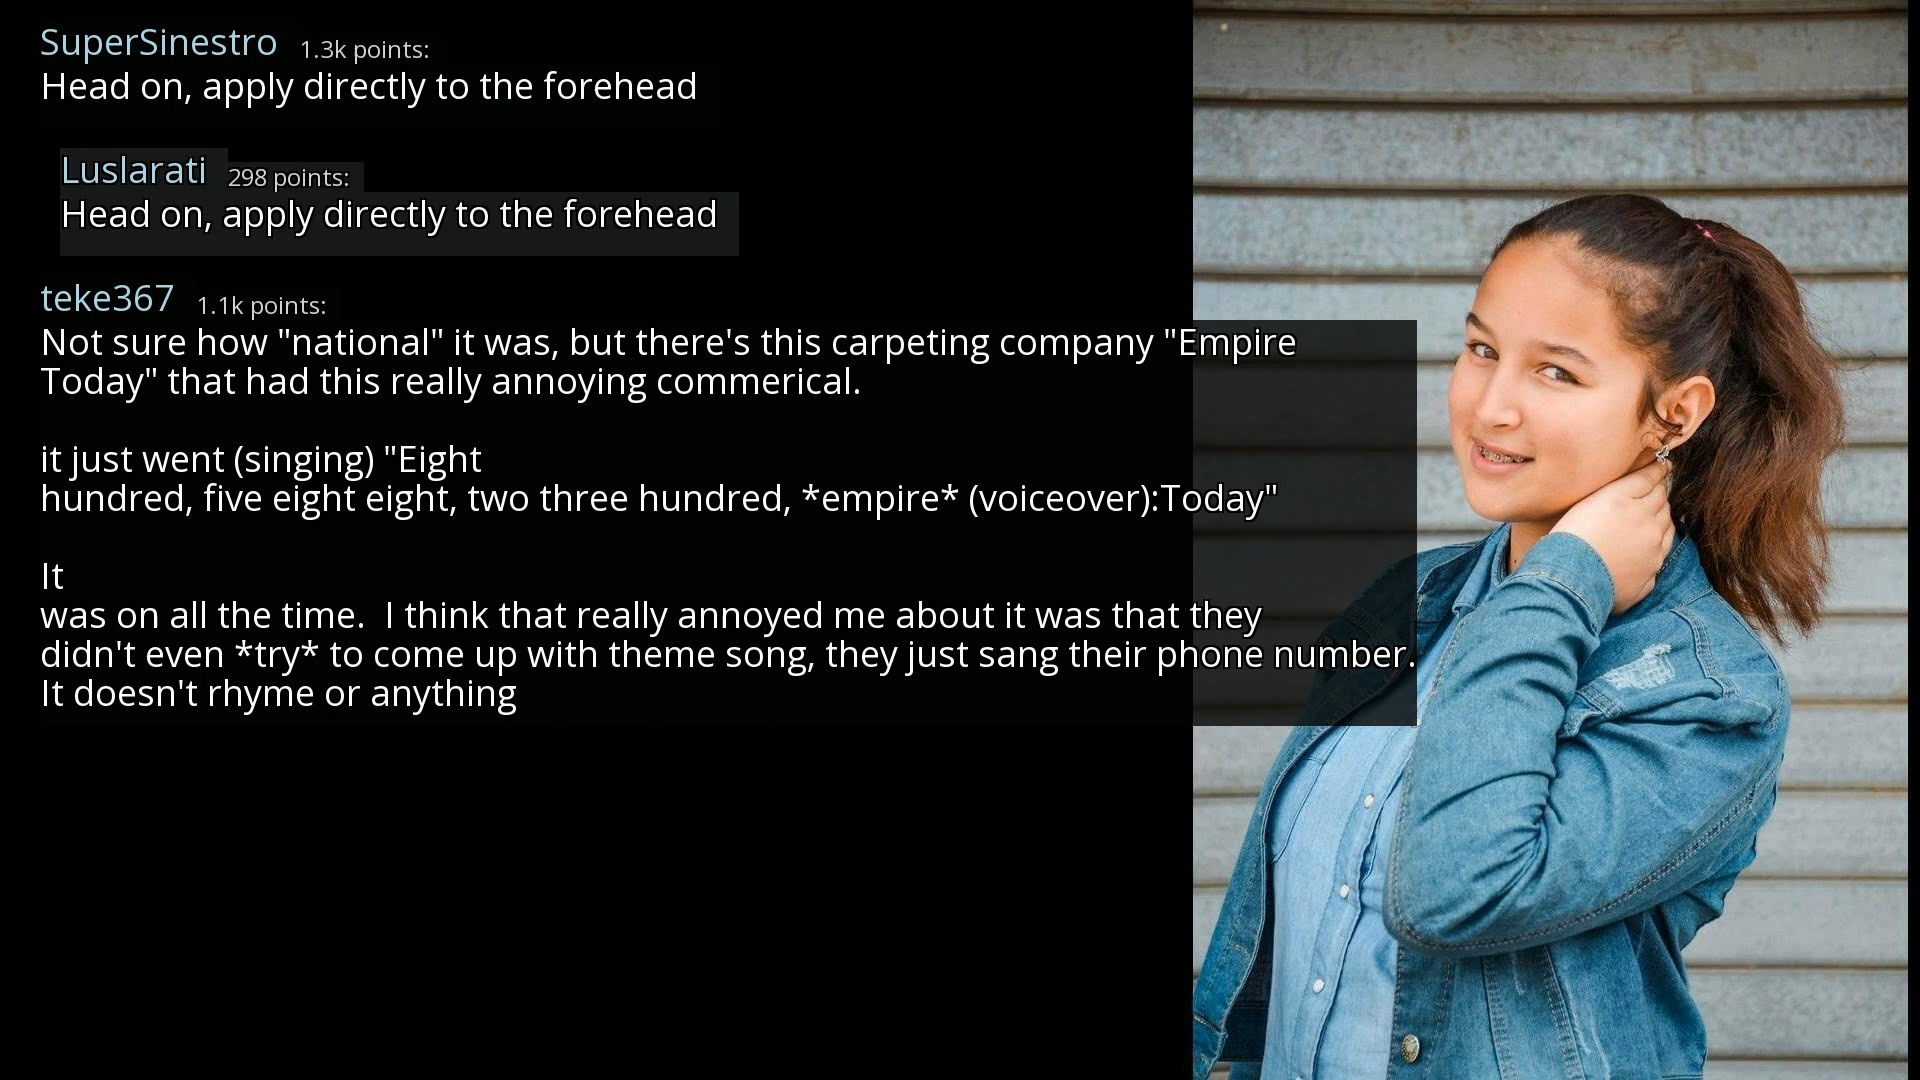 SuperSinestro 1.3k points:
Head on, apply directly to the forehead
Luslarati 298 points:
Head on, apply directly to the forehead
teke367 1.1k points:
Not sure how "national" it was, but there's this carpeting company "Empire
Today" that had this really annoying commerical.
it just went (singing) "Eight
hundred, five eight eight, two three hundred, *empire* (voiceover):Today"
It
was on all the time.  I think that really annoyed me about it was that they
didn't even *try* to come up with theme song, they just sang their phone number.
It doesn't rhyme or anything